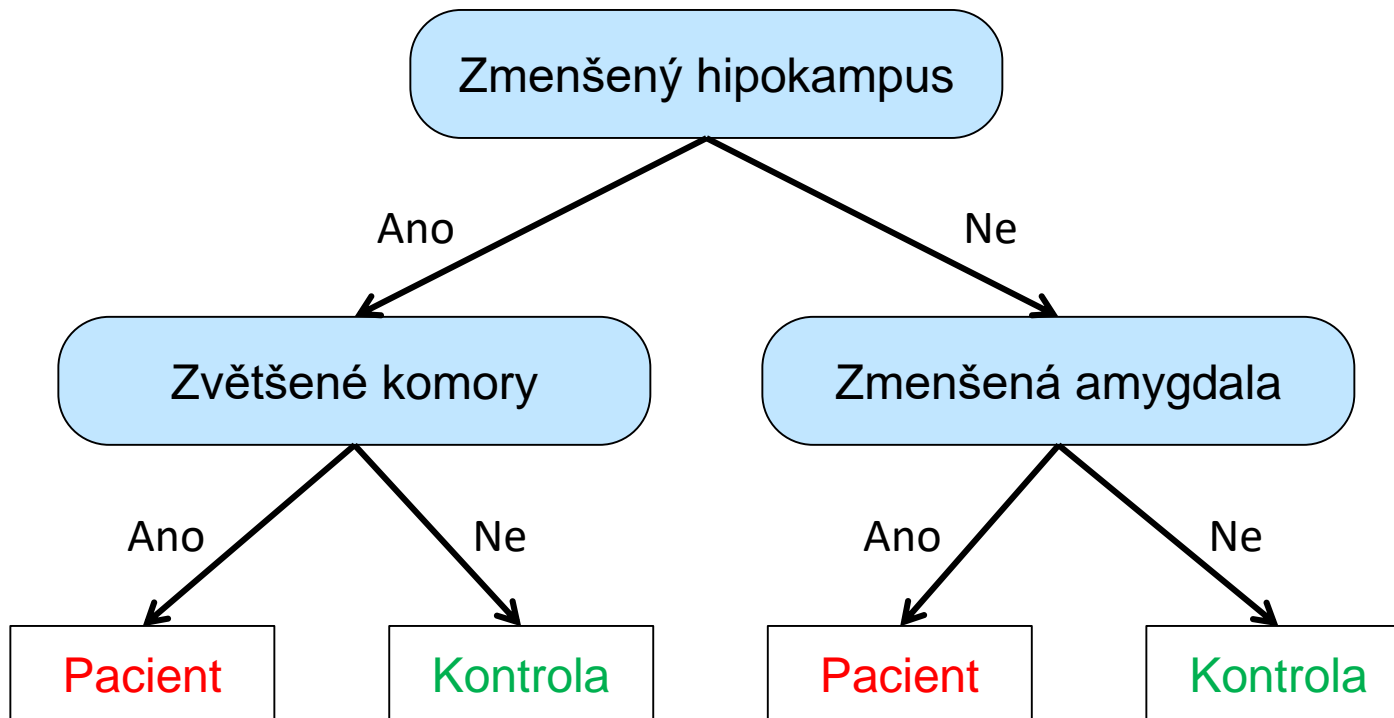 Zmenšený hipokampus
Ano
Ne
Zvětšené komory
Zmenšená amygdala
Ano
Ne
Ano
Ne
Pacient
Kontrola
Pacient
Kontrola